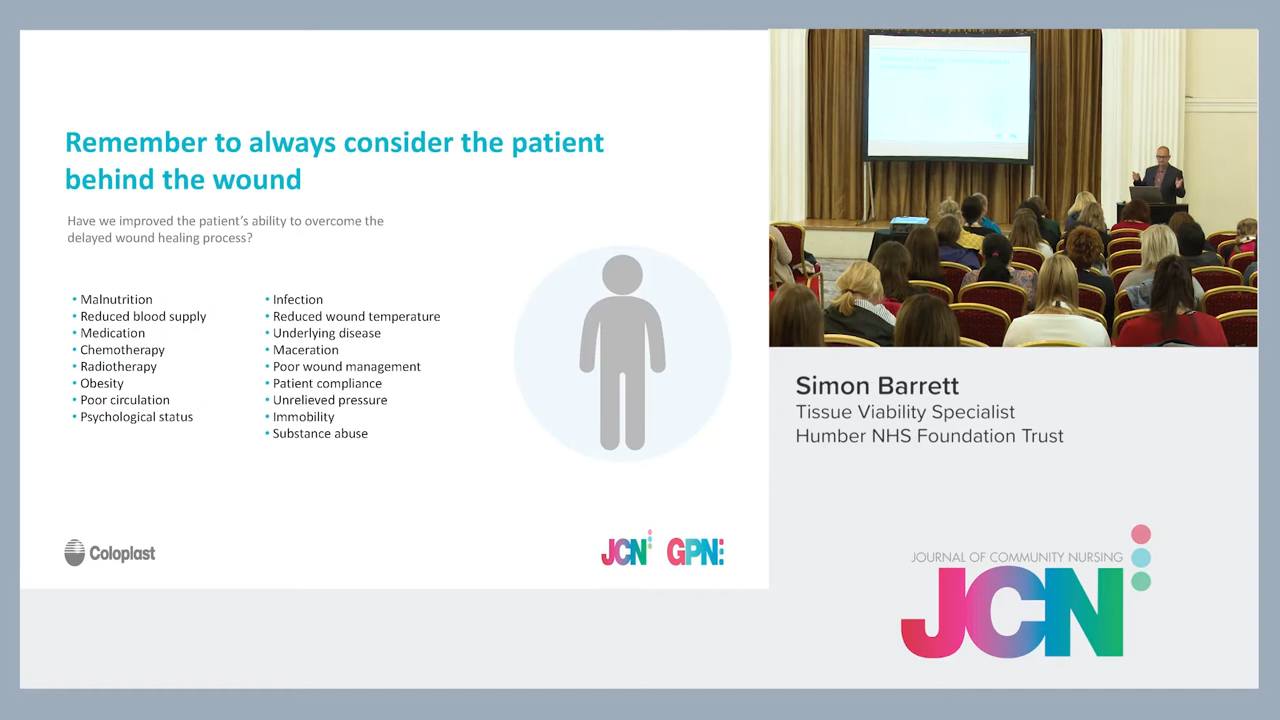 Remember to always consider the patient
behind the wound
Have we improved the patient's ability to overcome the
delayed wound healing process?
• Malnutrition
• Reduced blood supply
• Medication
• Chemotherapy
• Radiotherapy
• Obesity
• Poor circulation
• Psychological status
• Infection
• Reduced wound temperature
• Underlying disease
• Maceration
• Poor wound management
• Patient compliance
• Unrelieved pressure
• Immobility
• Substance abuse
Coloplast
JCN
GPN
Simon Barrett
Tissue Viability Specialist
Humber NHS Foundation Trust
JOURNAL OF COMMUNITY NURSING
JCN